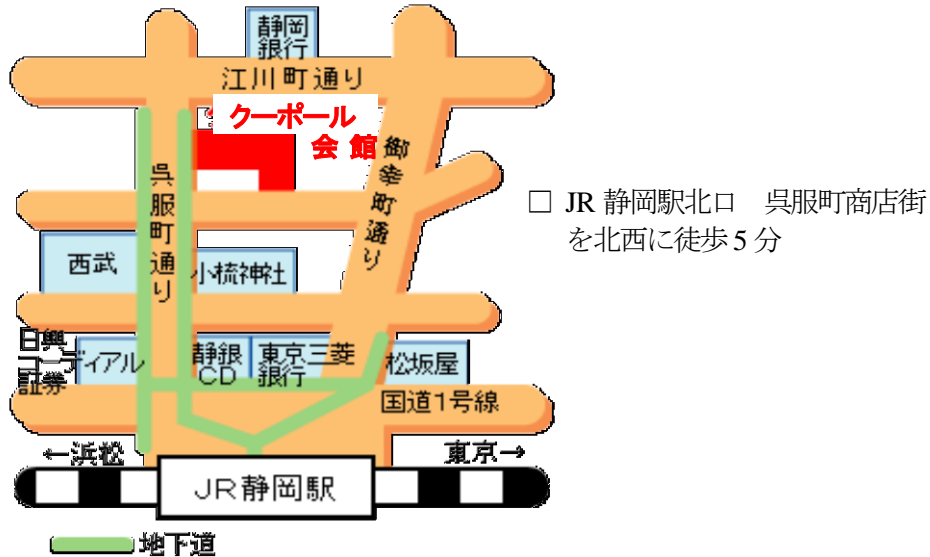 静岡
銀行
江川町通り
クーポール
会館
御幸町通り
呉服町通り
□ JR 静岡駅北口　呉服町商店街
を北西に徒歩 5 分
西武
小梳神社
日興
コーディアル
証券
静銀
CD
東京三菱
銀行
松坂屋
国道1号線
←浜松
東京→
JR静岡駅
地下道